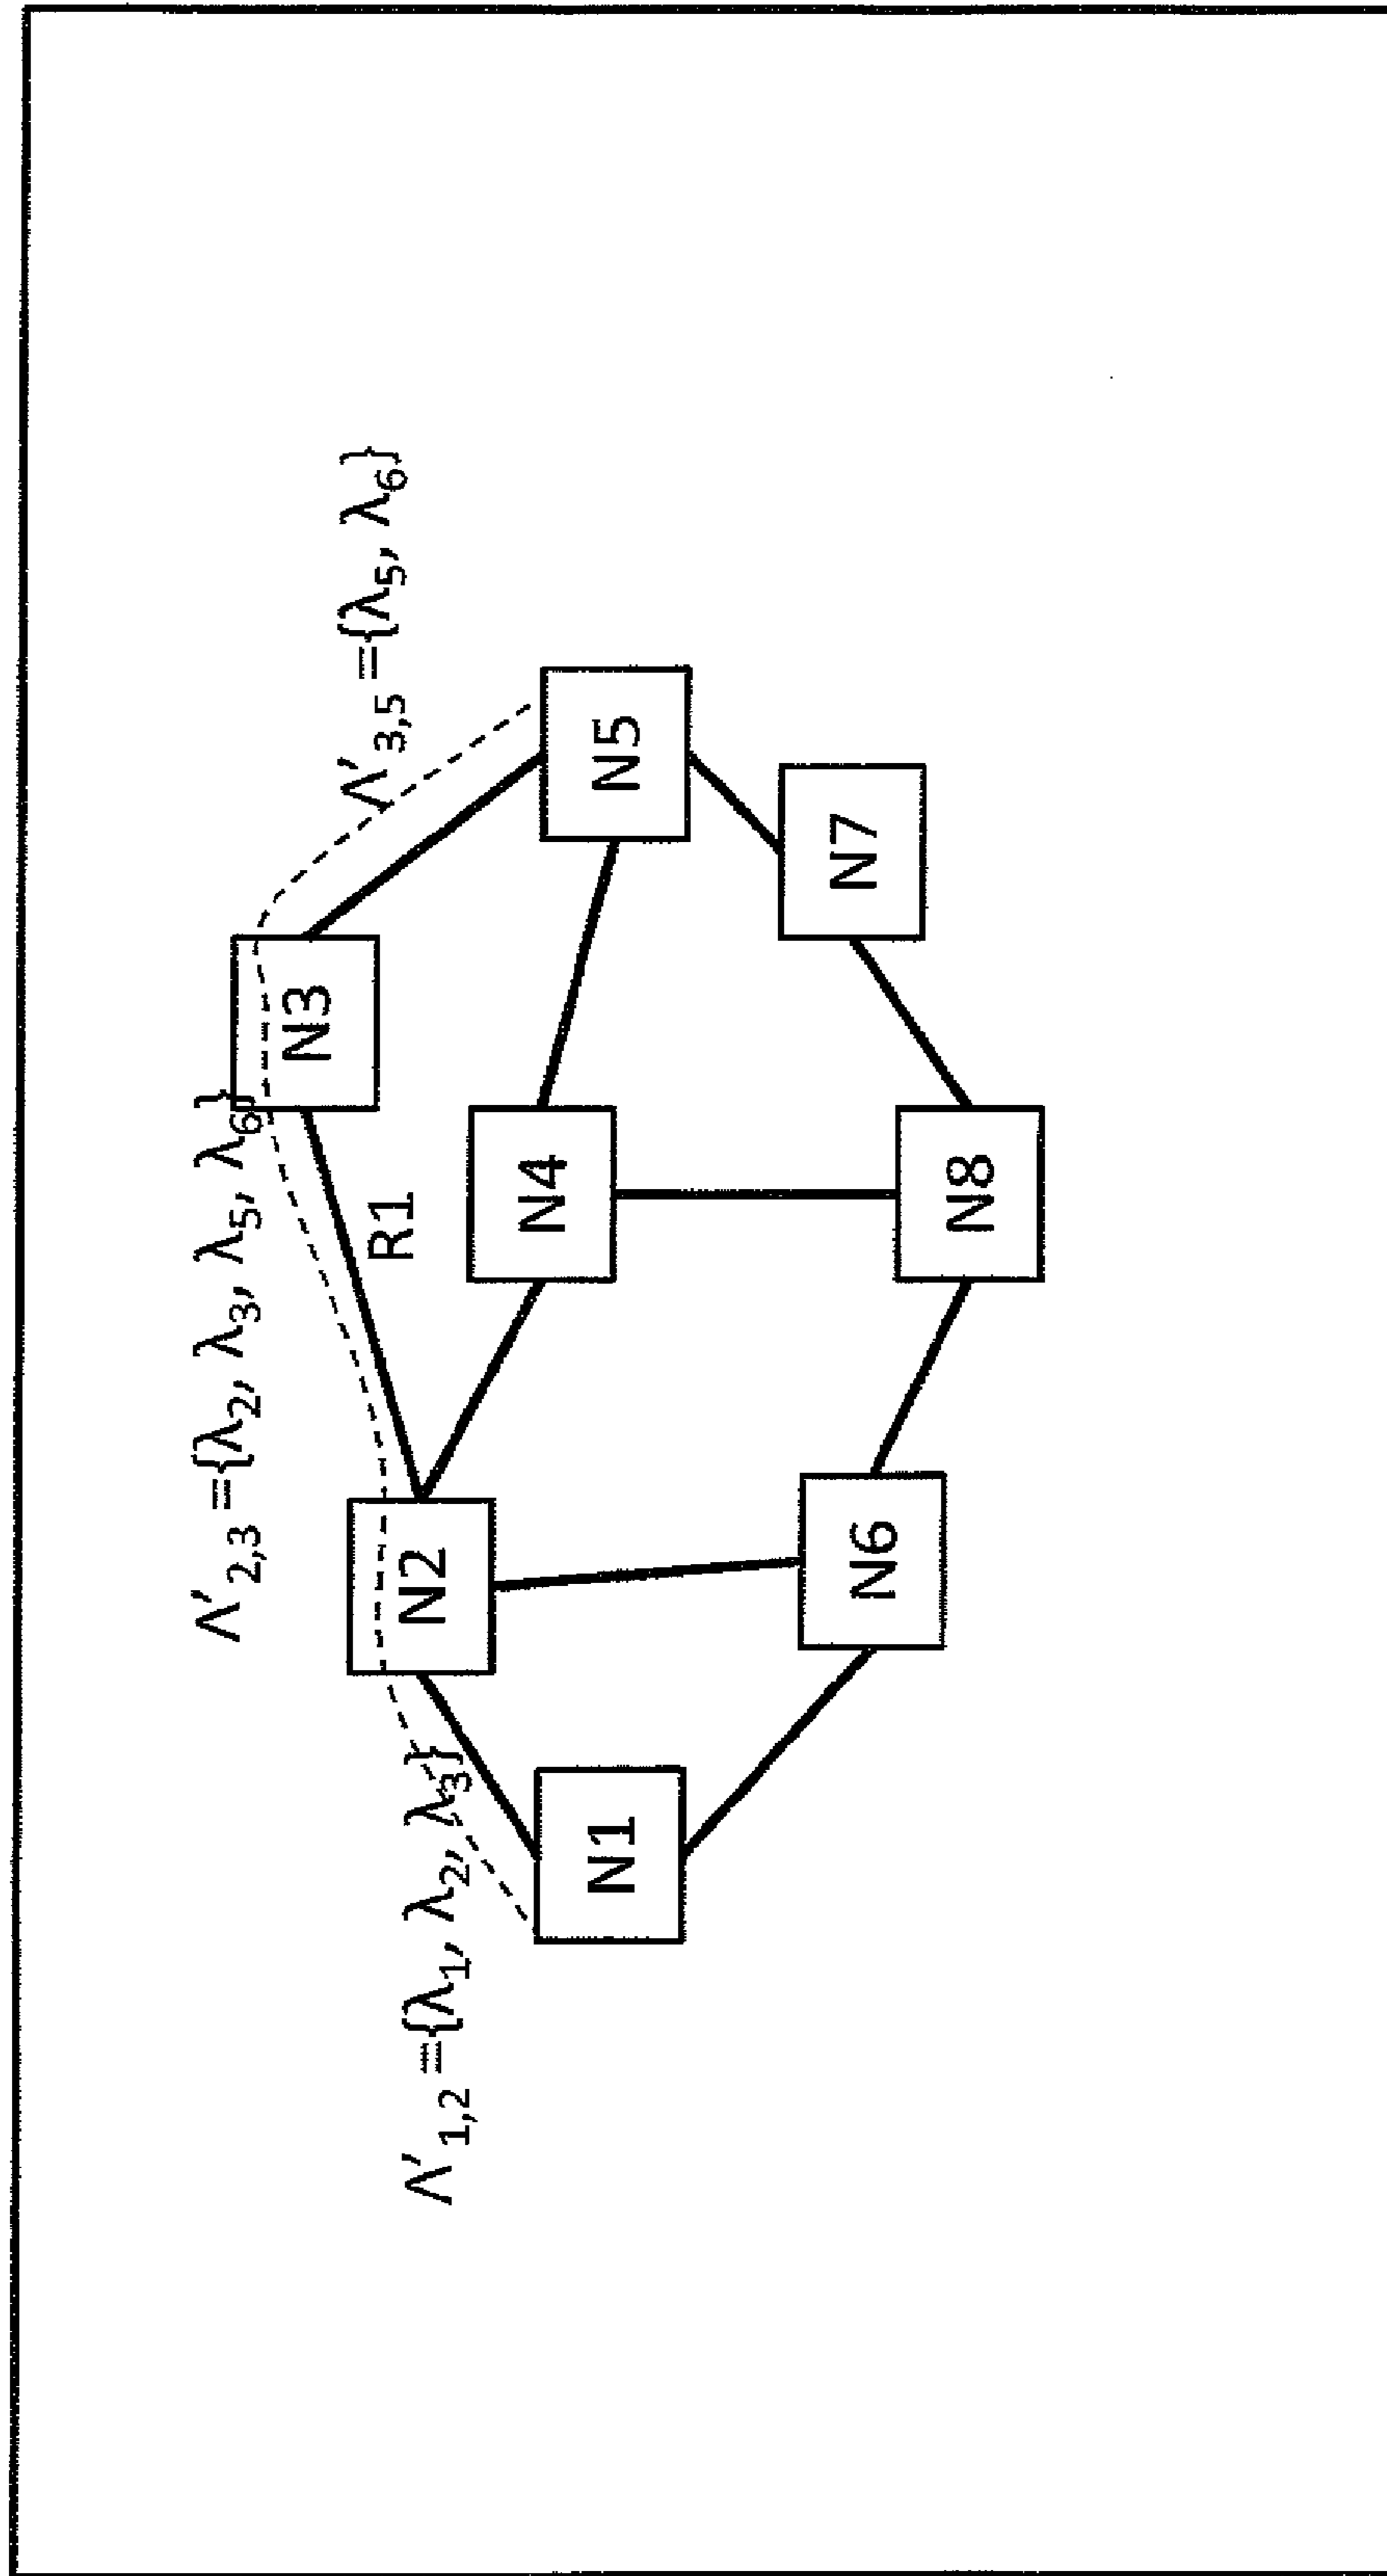 Λ'₂,₃={λ₂, λ₃, λ₅, λ₆}
N3
Λ'₃,₅={λ₅, λ₆}
Λ'₁,₂={λ₁, λ₂, λ₃}
N2
R1
N4
N1
N5
N6
N7
N8